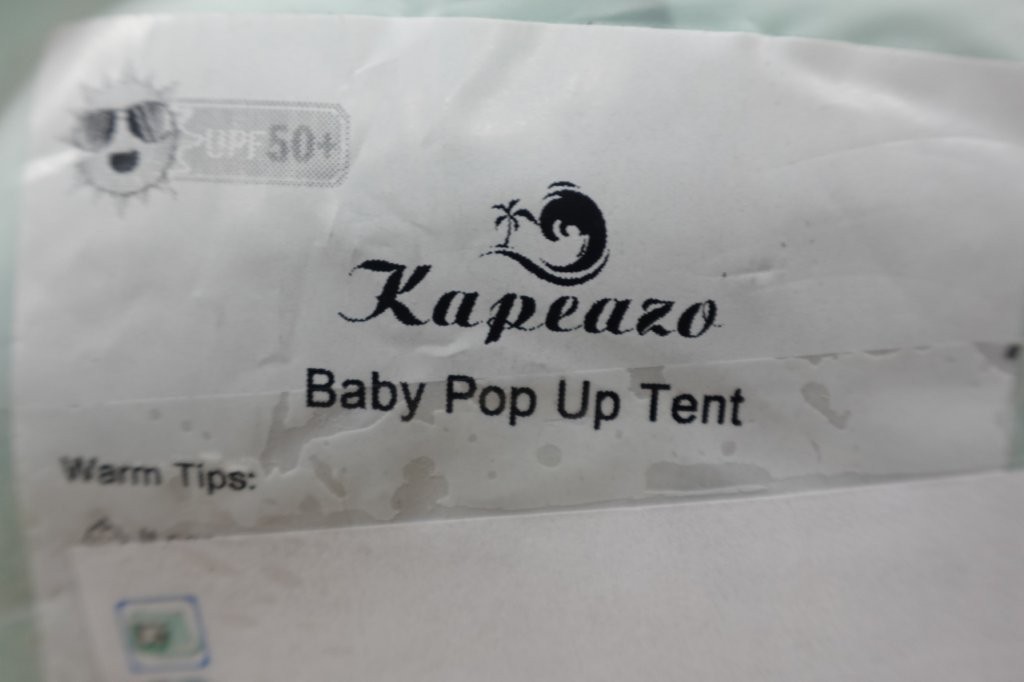 UPF50+
Kapeazo
Baby Pop Up Tent
Warm Tips: